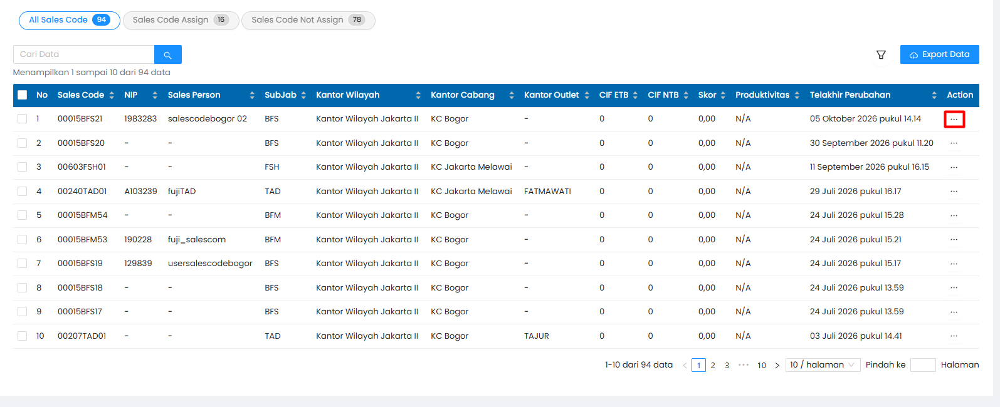 All Sales Code 94 Sales Code Assign 16 Sales Code Not Assign 78
Cari Data Export Data
Menampilkan 1 sampai 10 dari 94 data
No Sales Code NIP Sales Person SubJab Kantor Wilayah Kantor Cabang Kantor Outlet CIF ETB CIF NTB Skor Produktivitas Telakhir Perubahan Action
1 00015BFS21 1983283 salescodebogor 02 BFS Kantor Wilayah Jakarta II KC Bogor - 0 0 0,00 N/A 05 Oktober 2026 pukul 14.14 ...
2 00015BFS20 - - BFS Kantor Wilayah Jakarta II KC Bogor - 0 0 0,00 N/A 30 September 2026 pukul 11.20 ...
3 00603FSH01 - - FSH Kantor Wilayah Jakarta II KC Jakarta Melawai - 0 0 0,00 N/A 11 September 2026 pukul 16.15 ...
4 00240TAD01 A103239 fujiTAD TAD Kantor Wilayah Jakarta II KC Jakarta Melawai FATMAWATI 0 0 0,00 N/A 29 Juli 2026 pukul 16.17 ...
5 00015BFM54 - - BFM Kantor Wilayah Jakarta II KC Bogor - 0 0 0,00 N/A 24 Juli 2026 pukul 15.28 ...
6 00015BFM53 190228 fuji_salescom BFM Kantor Wilayah Jakarta II KC Bogor - 0 0 0,00 N/A 24 Juli 2026 pukul 15.21 ...
7 00015BFS19 129839 usersalescodebogor BFS Kantor Wilayah Jakarta II KC Bogor - 0 0 0,00 N/A 24 Juli 2026 pukul 15.17 ...
8 00015BFS18 - - BFS Kantor Wilayah Jakarta II KC Bogor - 0 0 0,00 N/A 24 Juli 2026 pukul 13.59 ...
9 00015BFS17 - - BFS Kantor Wilayah Jakarta II KC Bogor - 0 0 0,00 N/A 24 Juli 2026 pukul 13.59 ...
10 00207TAD01 - - TAD Kantor Wilayah Jakarta II KC Bogor TAJUR 0 0 0,00 N/A 03 Juli 2026 pukul 14.41 ...
1-10 dari 94 data < 1 2 3 ••• 10 > 10 / halaman Pindah ke Halaman